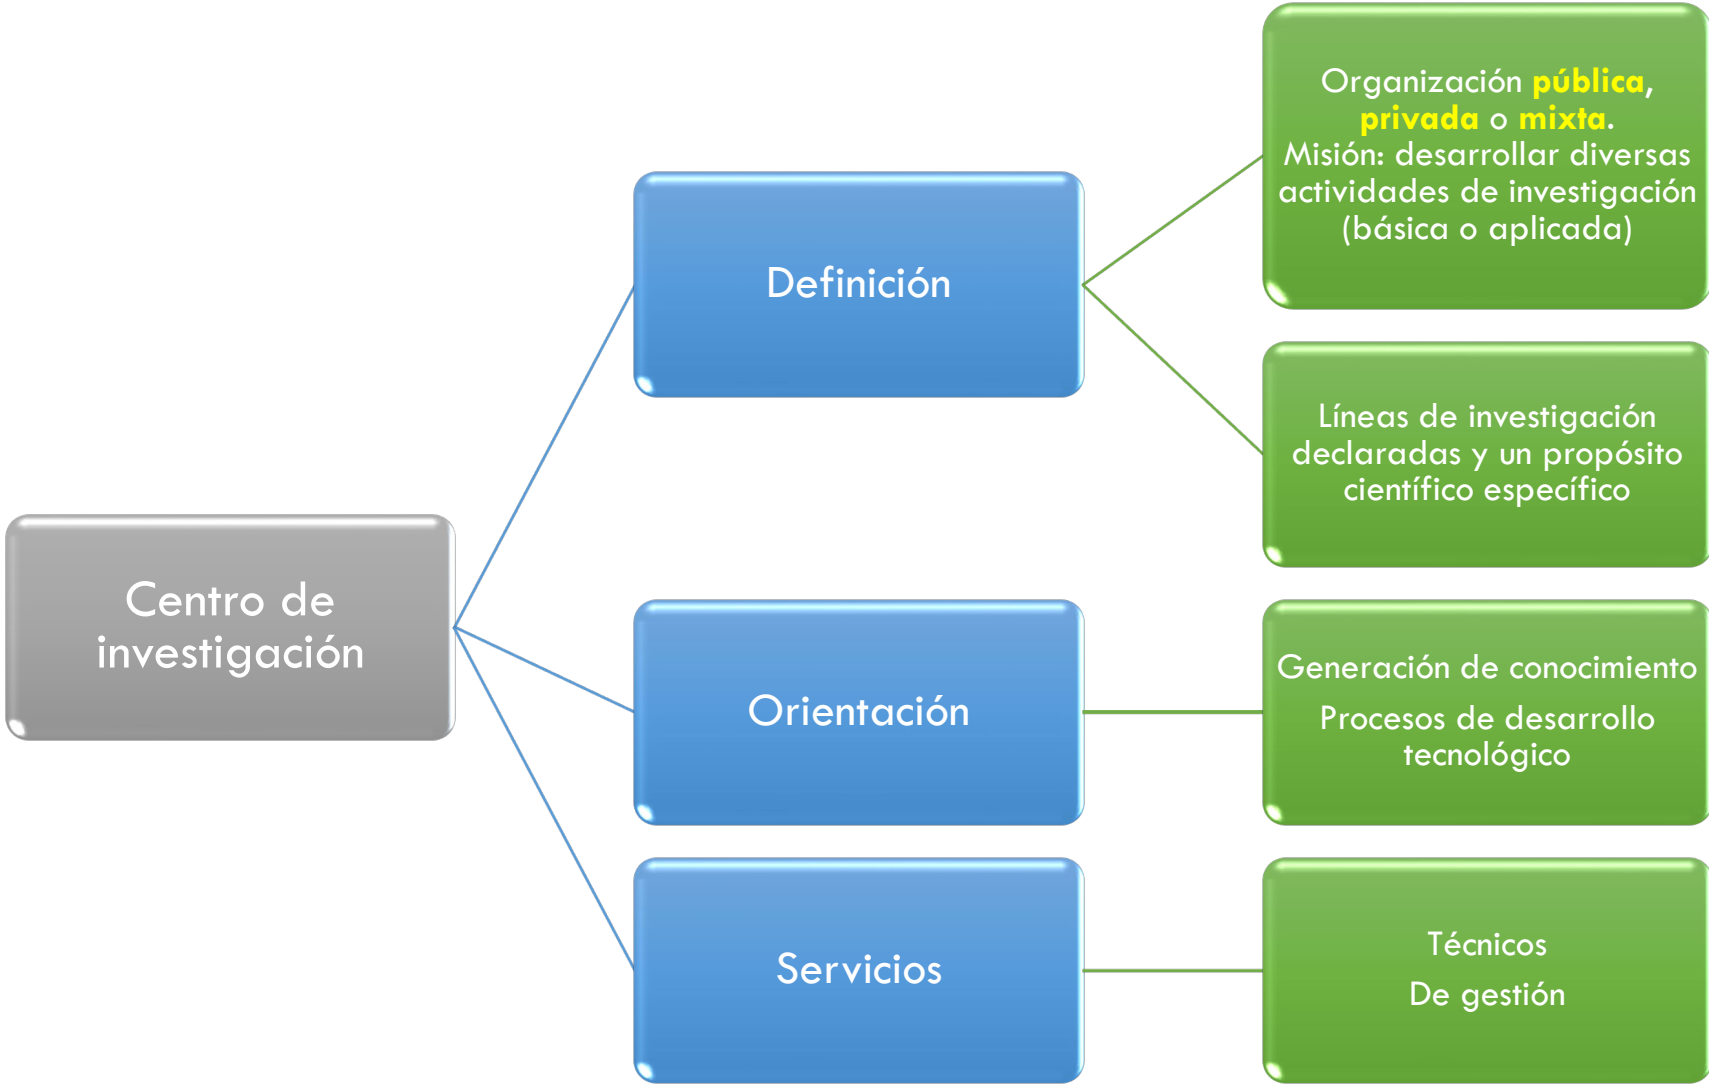 Centro de
investigación
Definición
Organización pública,
privada o mixta.
Misión: desarrollar diversas
actividades de investigación
(básica o aplicada)
Líneas de investigación
declaradas y un propósito
científico específico
Orientación
Generación de conocimiento
Procesos de desarrollo
tecnológico
Servicios
Técnicos
De gestión